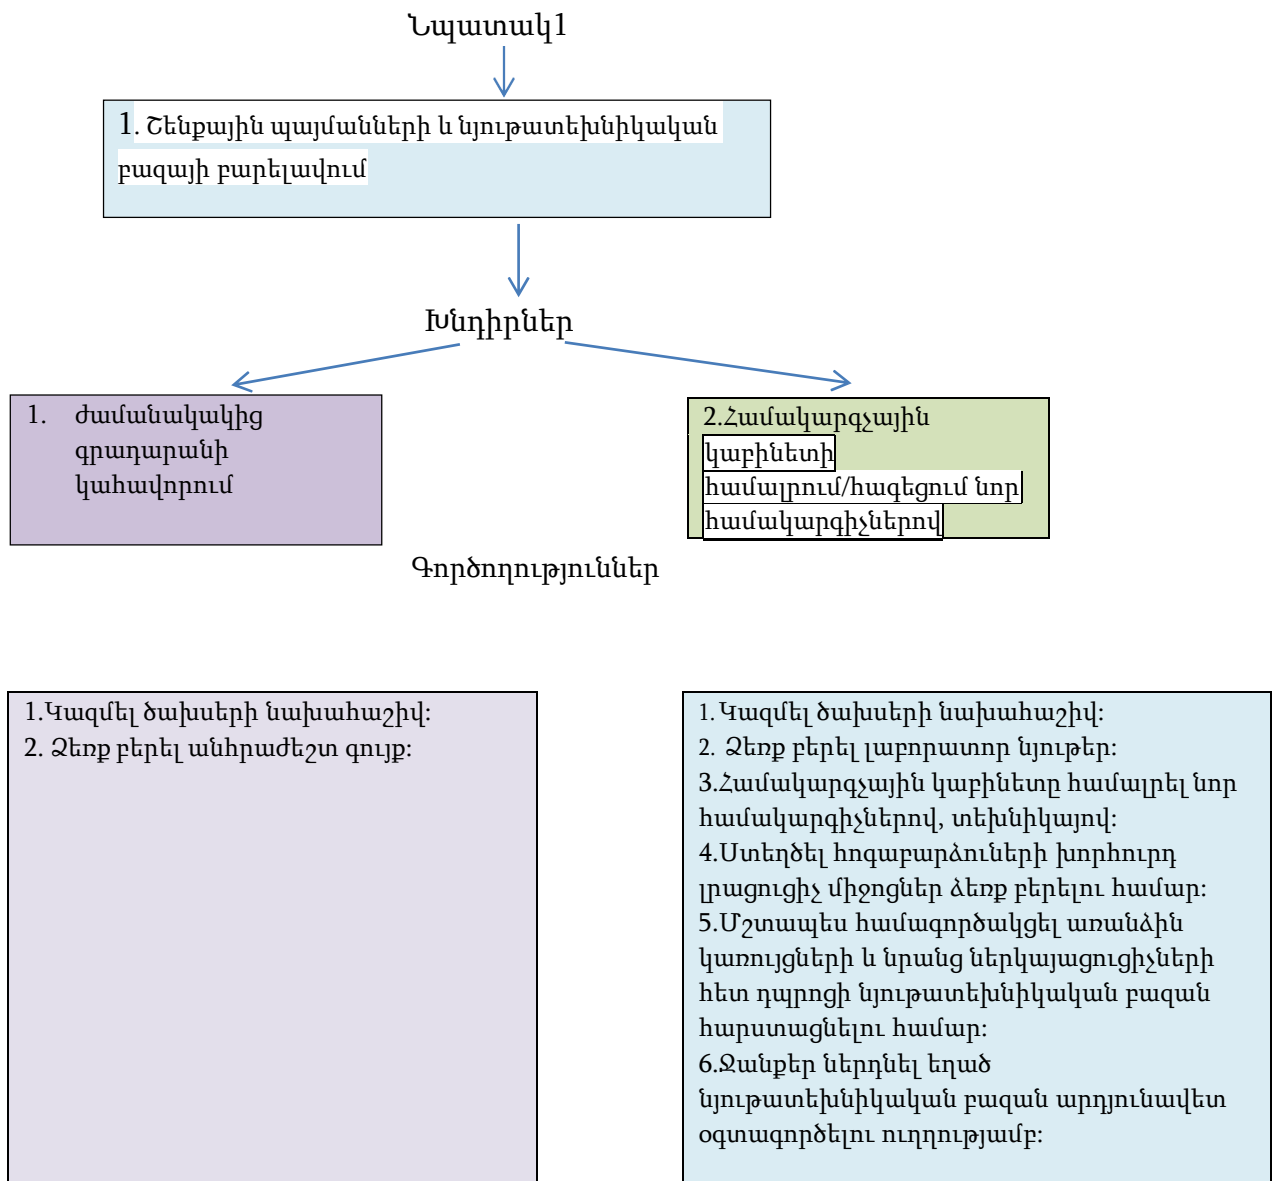 Նպատակ1
1. Շենքային պայմանների և նյութատեխնիկական
բազայի բարելավում
Խնդիրներ
1. ժամանակակից
գրադարանի
կահավորում
2.Համակարգչային
կաբինետի
համալրում/հագեցում նոր
համակարգիչներով
Գործողություններ
1.Կազմել ծախսերի նախահաշիվ:
2. Ձեռք բերել անհրաժեշտ գույք:
1. Կազմել ծախսերի նախահաշիվ:
2. Ձեռք բերել լաբորատոր նյութեր:
3.Համակարգչային կաբինետը համալրել նոր
համակարգիչներով, տեխնիկայով:
4.Ստեղծել հոգաբարձուների խորհուրդ
լրացուցիչ միջոցներ ձեռք բերելու համար:
5.Մշտապես համագործակցել առանձին
կառույցների և նրանց ներկայացուցիչների
հետ դպրոցի նյութատեխնիկական բազան
հարստացնելու համար:
6.Ջանքեր ներդնել եղած
նյութատեխնիկական բազան արդյունավետ
օգտագործելու ուղղությամբ: